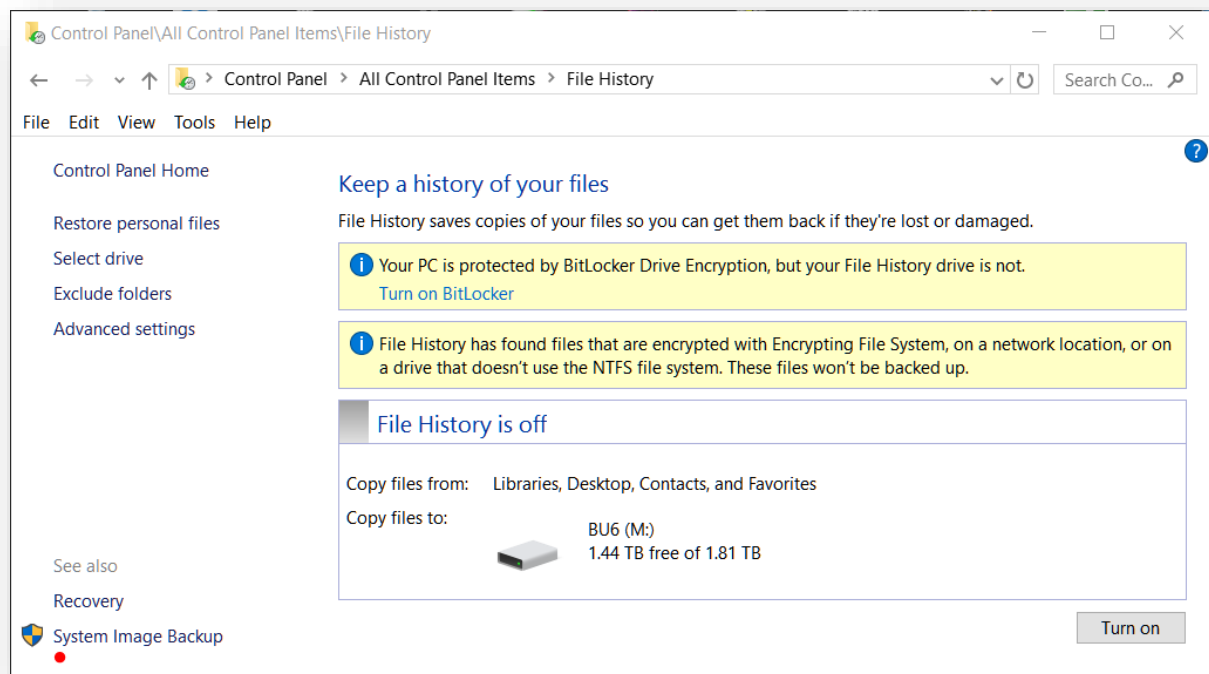 Control Panel\All Control Panel Items\File History
Control Panel > All Control Panel Items > File History
Search Co...
File Edit View Tools Help
?
Control Panel Home
Restore personal files
Select drive
Exclude folders
Advanced settings
See also
Recovery
System Image Backup
Keep a history of your files
File History saves copies of your files so you can get them back if they're lost or damaged.
i Your PC is protected by BitLocker Drive Encryption, but your File History drive is not.
Turn on BitLocker
i File History has found files that are encrypted with Encrypting File System, on a network location, or on
a drive that doesn't use the NTFS file system. These files won't be backed up.
File History is off
Copy files from: Libraries, Desktop, Contacts, and Favorites
Copy files to:
BU6 (M:)
1.44 TB free of 1.81 TB
Turn on